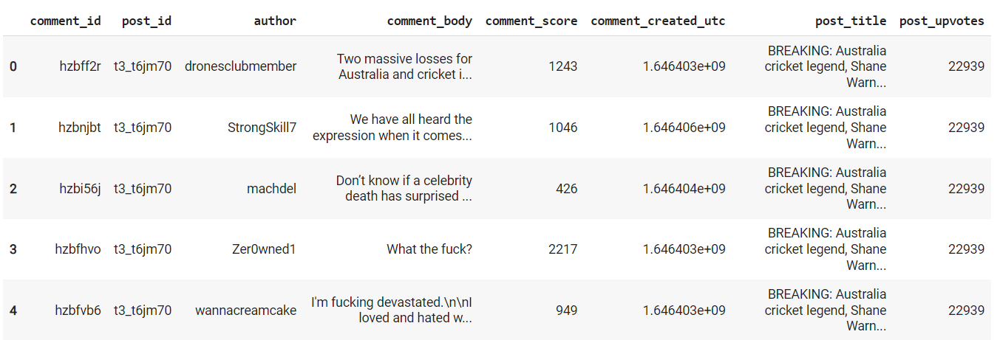 comment_id post_id author comment_body comment_score comment_created_utc post_title post_upvotes
0 hzbff2r t3_t6jm70 dronesclubmember Two massive losses for Australia and cricket i... 1243 1.646403e+09 BREAKING: Australia cricket legend, Shane Warn... 22939
1 hzbnjbt t3_t6jm70 StrongSkill7 We have all heard the expression when it comes... 1046 1.646406e+09 BREAKING: Australia cricket legend, Shane Warn... 22939
2 hzbi56j t3_t6jm70 machdel Don’t know if a celebrity death has surprised ... 426 1.646404e+09 BREAKING: Australia cricket legend, Shane Warn... 22939
3 hzbfhvo t3_t6jm70 Zer0wned1 What the fuck? 2217 1.646403e+09 BREAKING: Australia cricket legend, Shane Warn... 22939
4 hzbfvb6 t3_t6jm70 wannacreamcake I'm fucking devastated.\n\nI loved and hated w... 949 1.646403e+09 BREAKING: Australia cricket legend, Shane Warn... 22939